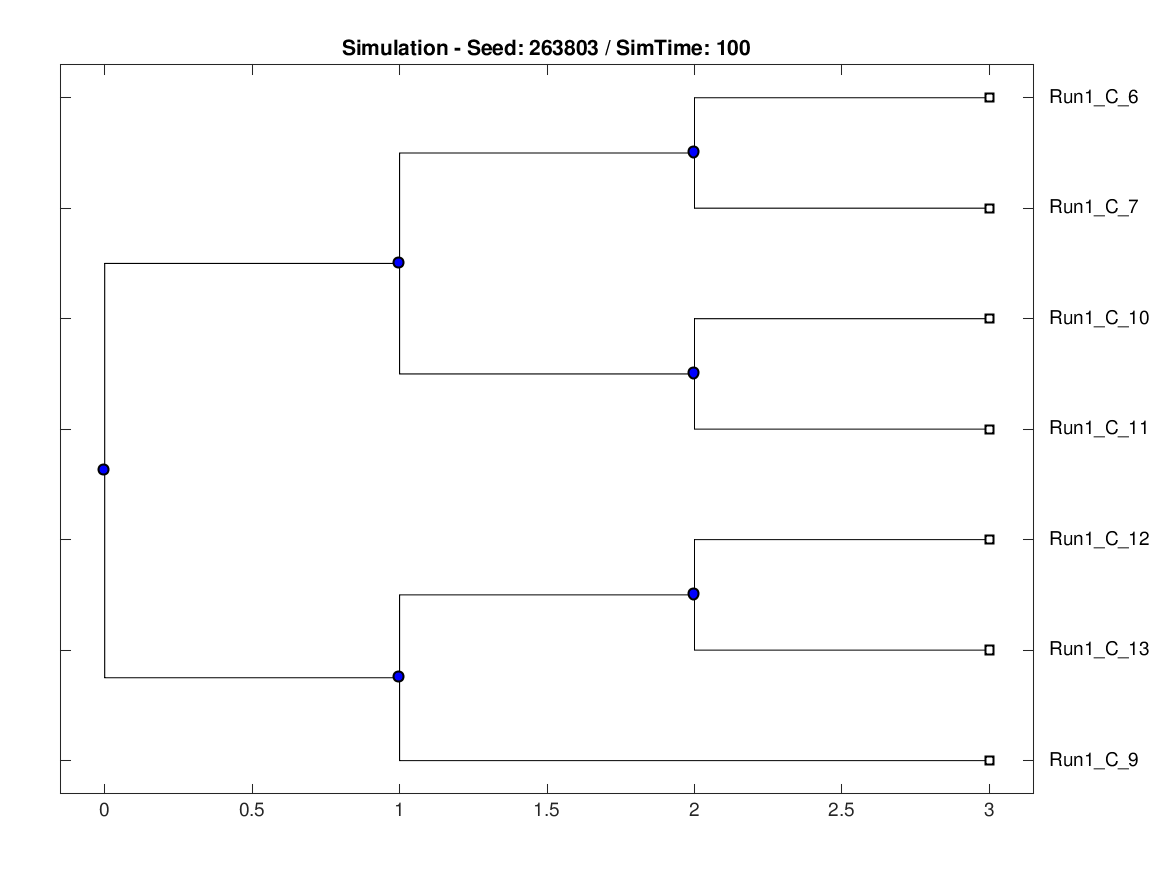 Simulation - Seed: 263803 / SimTime: 100
Run1_C_6
Run1_C_7
Run1_C_10
Run1_C_11
Run1_C_12
Run1_C_13
Run1_C_9
0 0.5 1 1.5 2 2.5 3